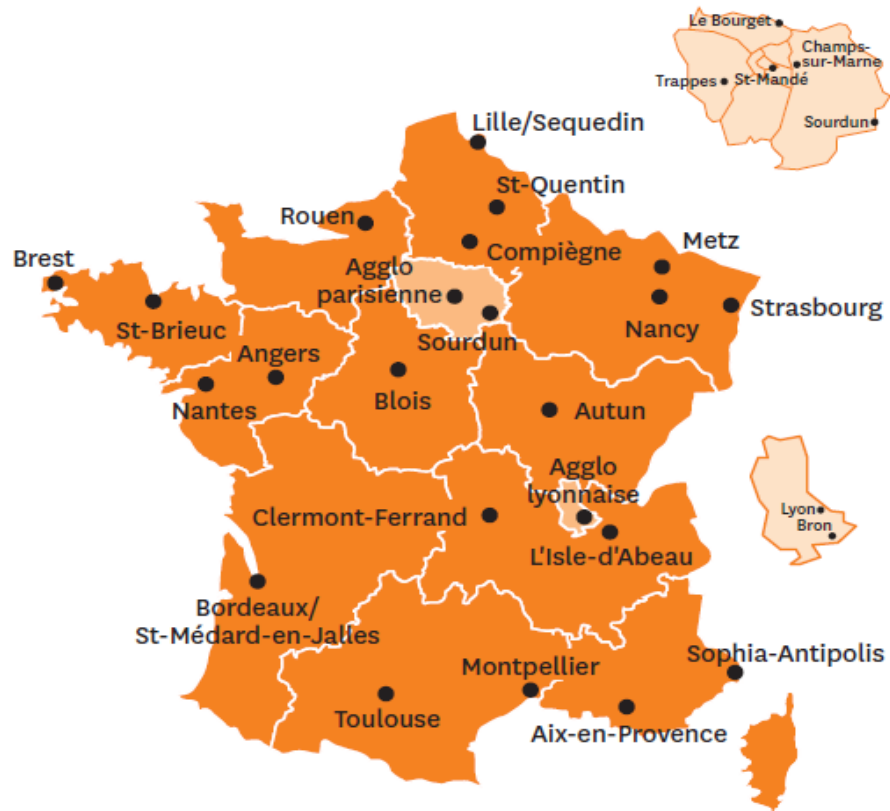 Le Bourget
Champs-
sur-Marne
Trappes
St-Mandé
Sourdun
Lille/Sequedin
St-Quentin
Rouen
Compiègne
Metz
Brest
Agglo
parisienne
Strasbourg
St-Brieuc
Sourdun
Nancy
Angers
Nantes
Blois
Autun
Agglo
lyonnaise
Lyon
Bron
Clermont-Ferrand
L'Isle-d'Abeau
Bordeaux/
St-Médard-en-Jalles
Montpellier
Sophia-Antipolis
Toulouse
Aix-en-Provence